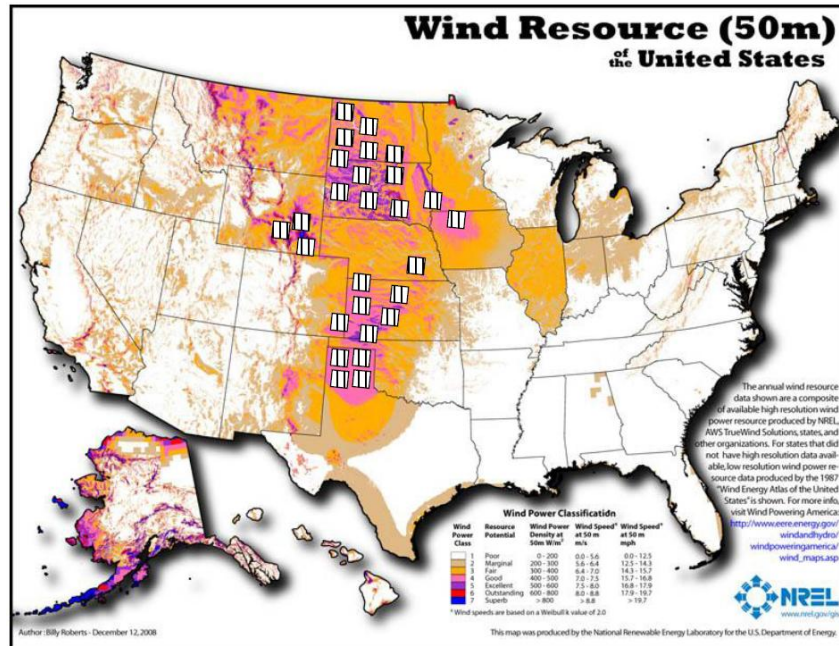 Wind Resource (50m)
of the United States
The annual wind resource
data shown are a composite
of available high resolution wind
power resource produced by NREL,
AWS TrueWind Solutions, states, and
other organizations. For states that did
not have high resolution data avail-
able, low resolution wind power re-
source data produced by the 1987
"Wind Energy Atlas of the United
States" is shown. For more info,
visit Wind Powering America
http://www.eere.energy.gov/
windandhydro/
windpoweringamerica/
wind_maps.asp
Wind Power Classification
Wind Power Class Resource Potential Wind Power Density at 50m W/m² Wind Speedª at 50 m m/s Wind Speedª at 50 m mph
1 Poor 0 - 200 0.0 - 5.6 0.0 - 12.5
2 Marginal 200 - 300 5.6 - 6.4 12.5 - 14.3
3 Fair 300 - 400 6.4 - 7.0 14.3 - 15.7
4 Good 400 - 500 7.0 - 7.5 15.7 - 16.8
5 Excellent 500 - 600 7.5 - 8.0 16.8 - 17.9
6 Outstanding 600 - 800 8.0 - 8.8 17.9 - 19.7
7 Superb > 800 > 8.8 > 19.7
ª Wind speeds are based on a Weibull k value of 2.0
NREL
www.nrel.gov/gis
Author : Billy Roberts - December 12, 2008
This map was produced by the National Renewable Energy Laboratory for the U.S. Department of Energy.